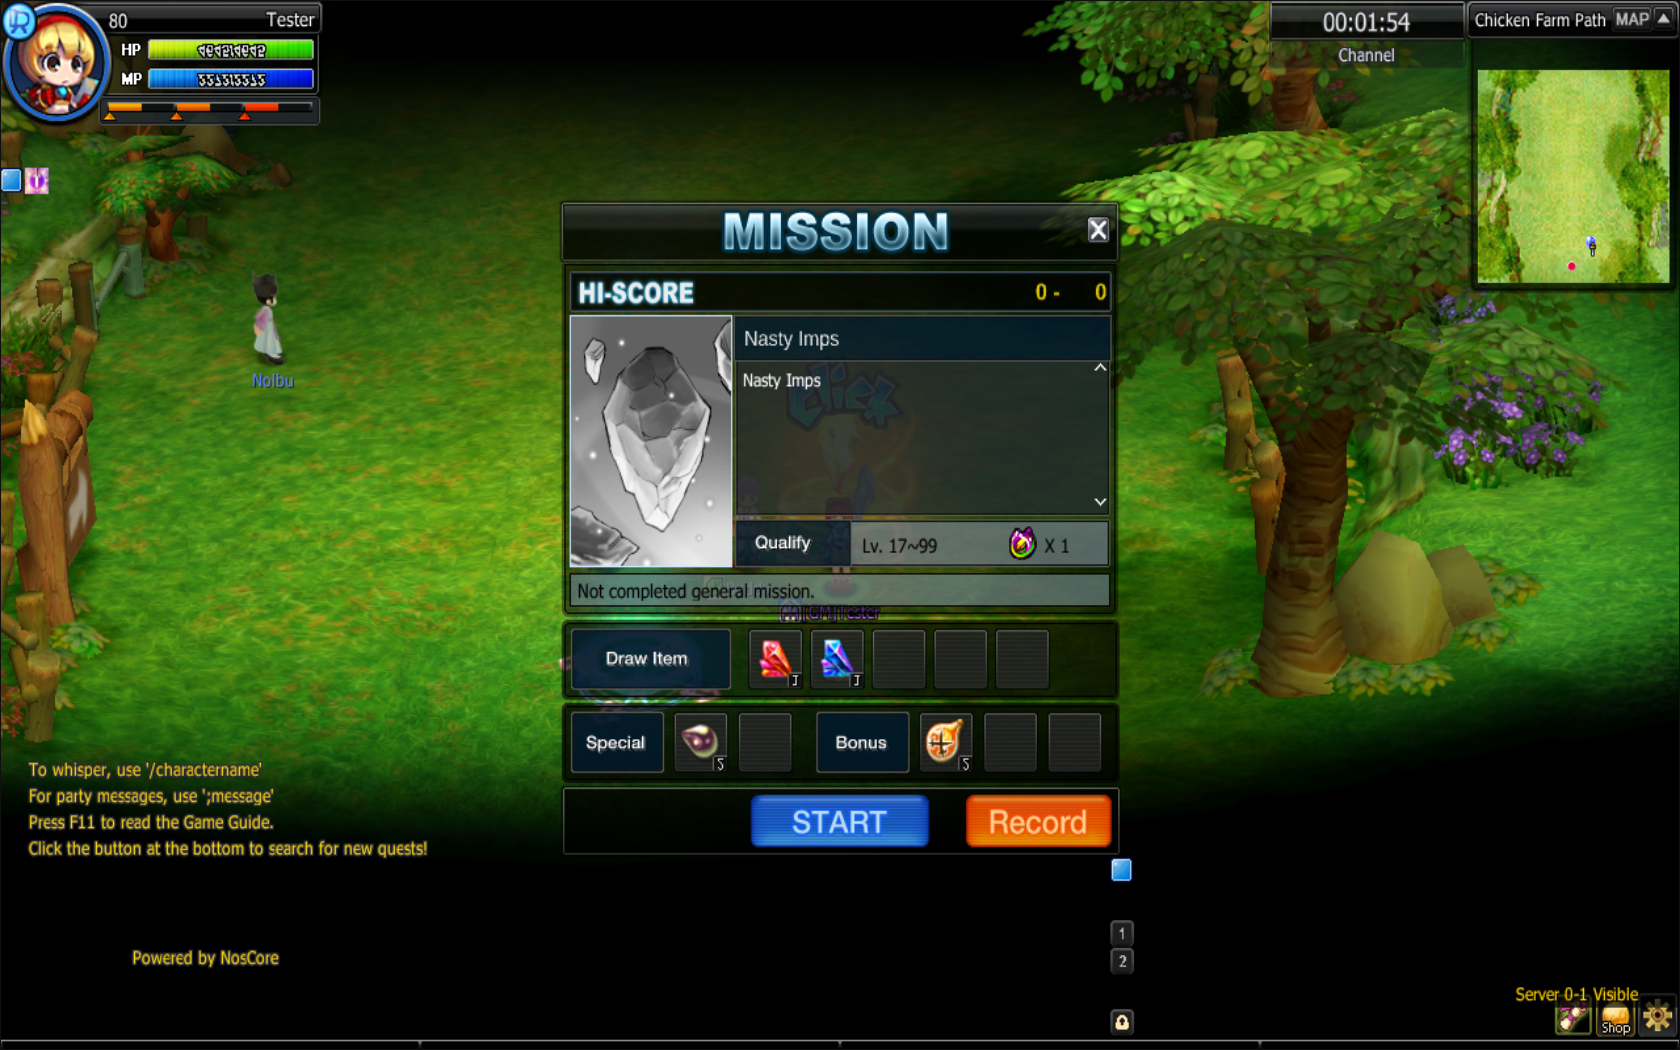 80
Tester
HP
MP
00:01:54
Channel
Chicken Farm Path
MAP
MISSION
HI-SCORE
0 - 0
Nasty Imps
Nasty Imps
Click
Nolbu
Qualify
Lv. 17~99
X 1
Not completed general mission.
Draw Item
Special
5
Bonus
5
START
Record
To whisper, use '/charactername'
For party messages, use ';message'
Press F11 to read the Game Guide.
Click the button at the bottom to search for new quests!
1
2
Powered by NosCore
Server 0-1 Visible
Shop